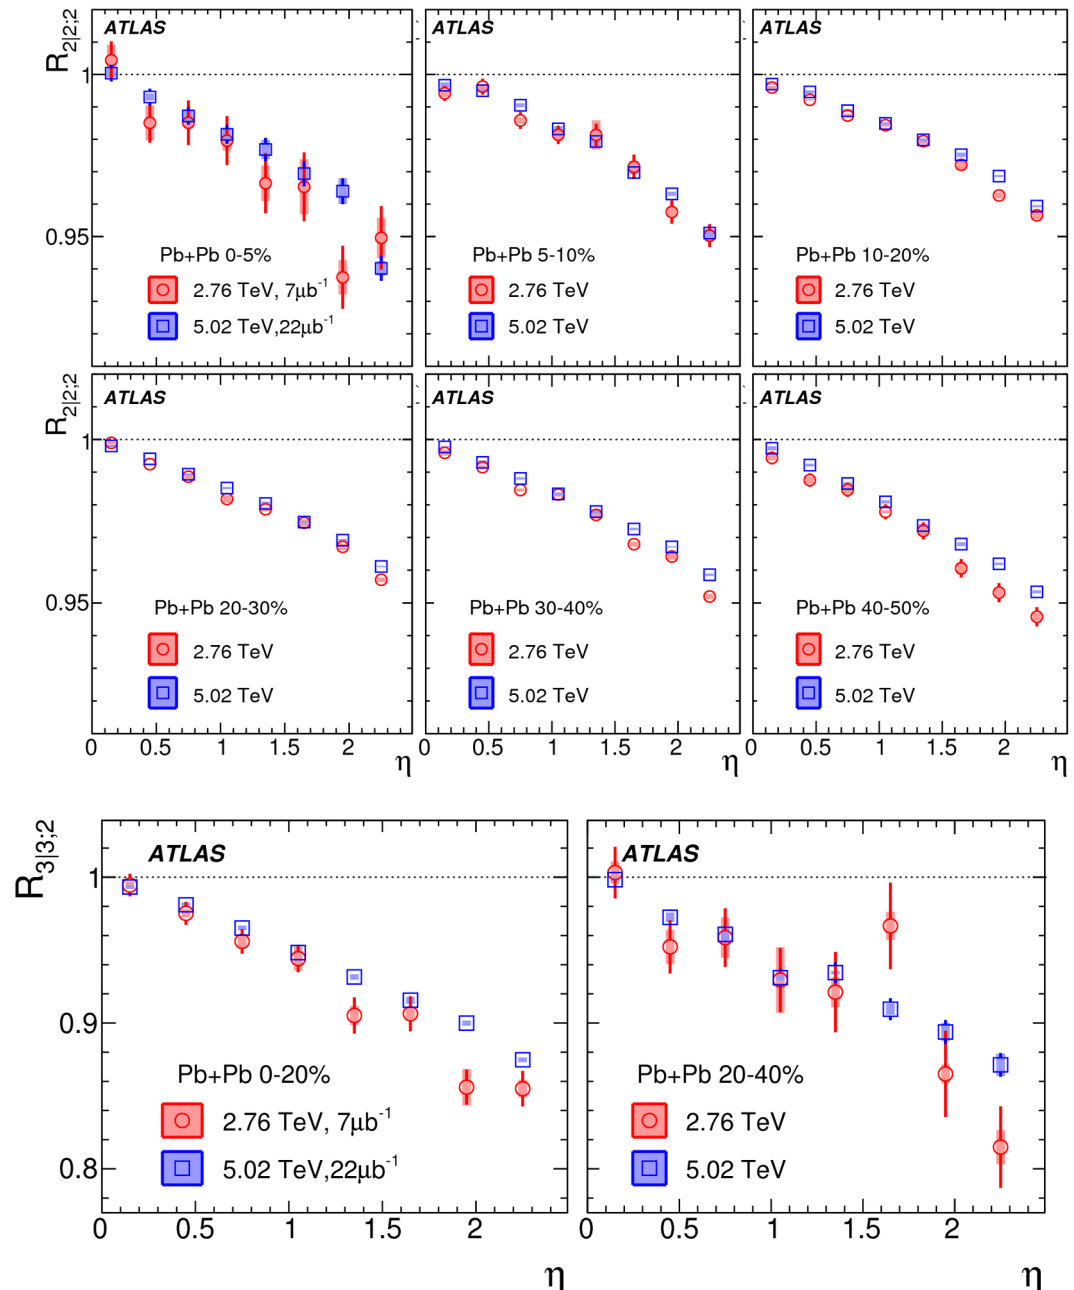 R2|2;2
ATLAS
1
0.95
Pb+Pb 0-5%
2.76 TeV, 7μb-1
5.02 TeV,22μb-1
ATLAS
Pb+Pb 5-10%
2.76 TeV
5.02 TeV
ATLAS
Pb+Pb 10-20%
2.76 TeV
5.02 TeV
R2|2;2
ATLAS
1
0.95
Pb+Pb 20-30%
2.76 TeV
5.02 TeV
0 0.5 1 1.5 2
η
ATLAS
Pb+Pb 30-40%
2.76 TeV
5.02 TeV
0 0.5 1 1.5 2
η
ATLAS
Pb+Pb 40-50%
2.76 TeV
5.02 TeV
0 0.5 1 1.5 2
η
R3|3;2
ATLAS
1
0.9
0.8
Pb+Pb 0-20%
2.76 TeV, 7μb-1
5.02 TeV,22μb-1
0 0.5 1 1.5 2
η
ATLAS
Pb+Pb 20-40%
2.76 TeV
5.02 TeV
0 0.5 1 1.5 2
η